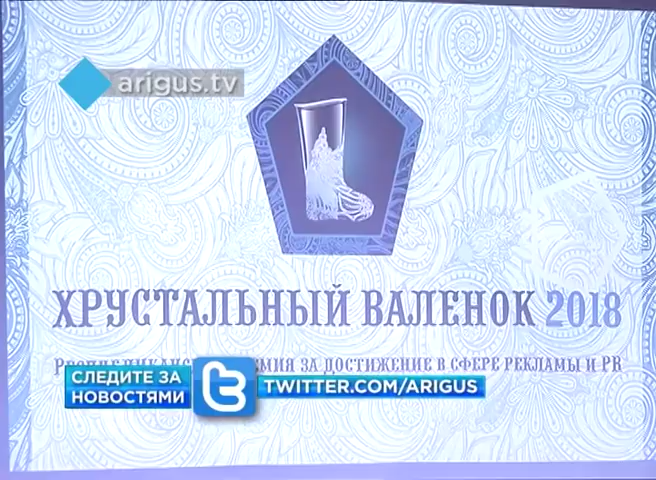 arigus.tv
ХРУСТАЛЬНЫЙ ВАЛЕНОК 2018
ЗА ДОСТИЖЕНИЕ В СФЕРЕ РЕКЛАМЫ И PR
СЛЕДИТЕ ЗА
НОВОСТЯМИ
TWITTER.COM/ARIGUS